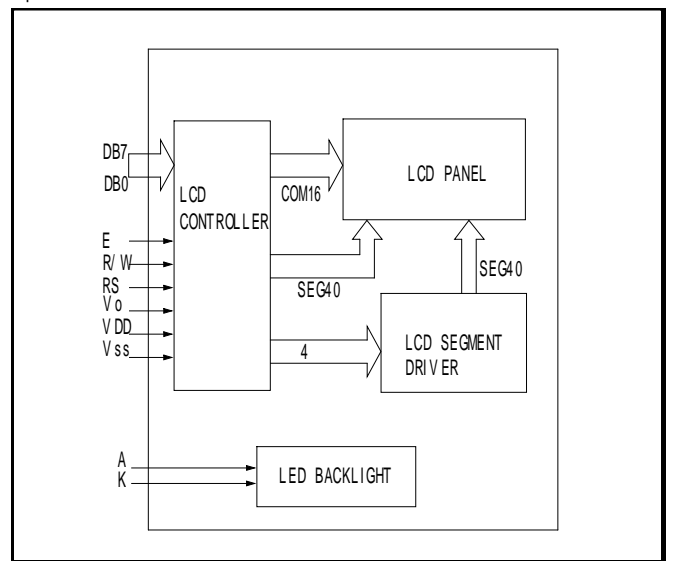 DB7
DB0
LCD
CONTROLLER
COM16
LCD PANEL
E
R/W
RS
Vo
VDD
Vss
SEG40
SEG40
4
LCD SEGMENT
DRIVER
A
K
LED BACKLIGHT